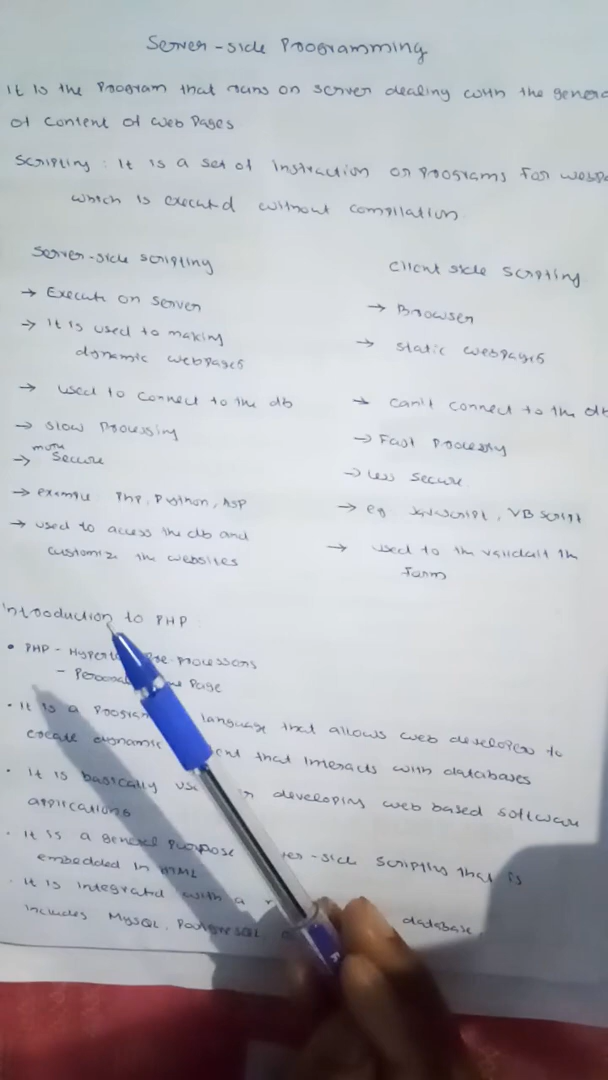 Server-side Programming
It Is the Program that runs on server dealing with the genera
of content of web Pages
Scripting: It is a set of instruction or Programs For webpa
which is executed without compilation
Server-side scripting
→ Execute on Server
→ It is used to making
dynamic webpages
→ used to connect to the db
→ slow Processing
→ more Secure
→ example Php, Python, ASP
→ used to access the db and
customize the websites
Client side Scripting
→ Browser
→ static webpages
→ can't connect to the db
→ Fast Processing
→ less secure
→ eg Javascript, VB script
→ used to the validate the
Form
Introduction to PHP:
• PHP - Hypert Pre-processors
- Page
• It is a language that allows web developers to
create dynamic that interacts with databases
• It is basically developing web based software
applications
• It is a general purpose -side scripting that is
embedded in HTML
• It is integrated with a database,
includes MySQL, PostgreSQL